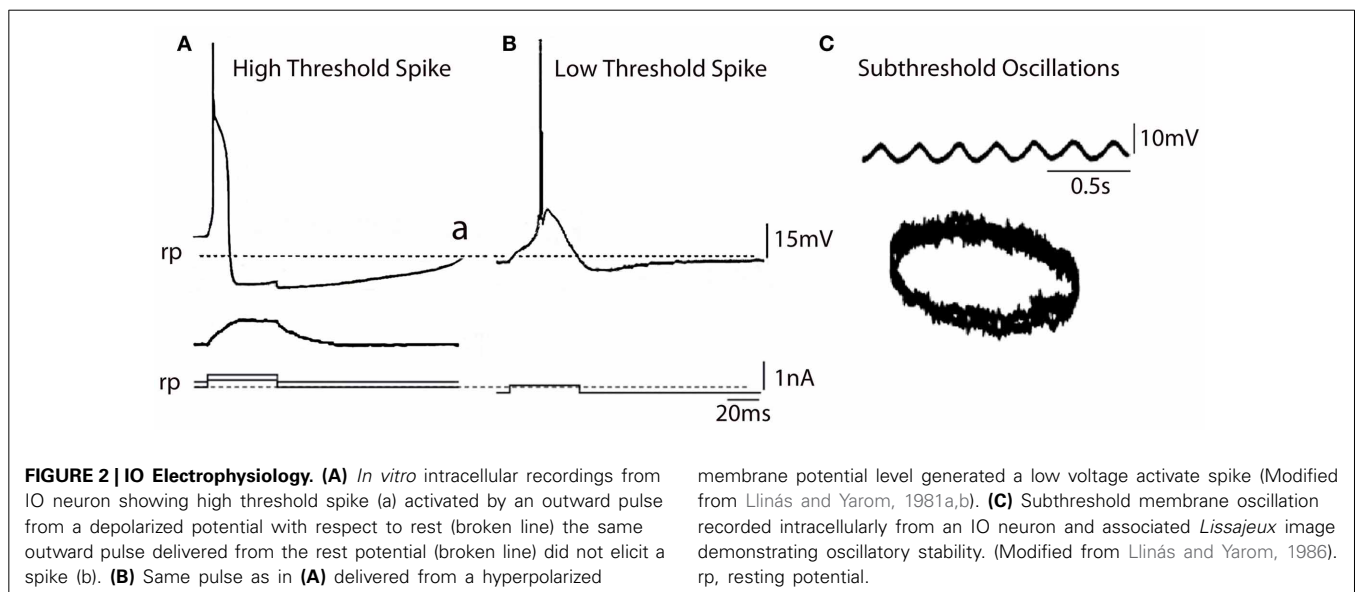 A
High Threshold Spike
B
Low Threshold Spike
C
Subthreshold Oscillations
10mV
0.5s
a
rp
15mV
rp
1nA
20ms
FIGURE 2 | IO Electrophysiology. (A) In vitro intracellular recordings from
IO neuron showing high threshold spike (a) activated by an outward pulse
from a depolarized potential with respect to rest (broken line) the same
outward pulse delivered from the rest potential (broken line) did not elicit a
spike (b). (B) Same pulse as in (A) delivered from a hyperpolarized
membrane potential level generated a low voltage activate spike (Modified
from Llinás and Yarom, 1981a,b). (C) Subthreshold membrane oscillation
recorded intracellularly from an IO neuron and associated Lissajeux image
demonstrating oscillatory stability. (Modified from Llinás and Yarom, 1986).
rp, resting potential.